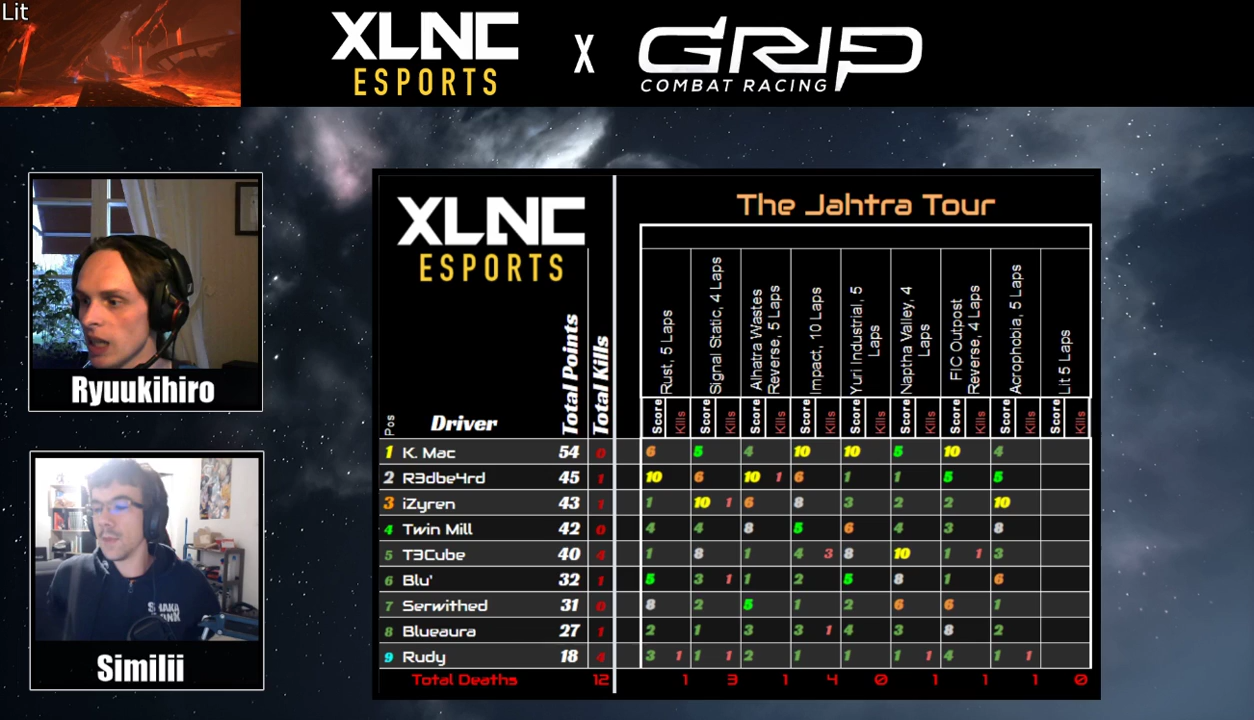 Lit
XLNC
ESPORTS
X
GRIP
COMBAT RACING
Ryuukihiro
Similii
XLNC
ESPORTS
The Jahtra Tour
Pos Driver Total Points Total Kills
Rust, 5 Laps
Signal Static, 4 Laps
Alhatra Wastes
Reverse, 5 Laps
Impact, 10 Laps
Yuri Industrial, 5
Laps
Naptha Valley, 4
Laps
FIC Outpost
Reverse, 4 Laps
Acrophobia, 5 Laps
Lit 5 Laps
Score Kills Score Kills Score Kills Score Kills Score Kills Score Kills Score Kills Score Kills Score Kills
1 K. Mac 54 0 6 5 4 10 10 5 10 4
2 R3dbe4rd 45 1 10 6 10 1 6 1 1 5 5
3 iZyren 43 1 1 10 1 6 8 3 2 2 10
4 Twin Mill 42 0 4 4 8 5 6 4 3 8
5 T3Cube 40 4 1 8 1 4 3 8 10 1 1 3
6 Blu' 32 1 5 3 1 1 2 5 8 1 6
7 Serwithed 31 0 8 2 5 1 2 6 6 1
8 Blueaura 27 1 2 1 3 3 1 4 3 8 2
9 Rudy 18 4 3 1 1 1 2 1 1 1 1 4 1 1
Total Deaths 12 1 3 1 4 0 1 1 1 0